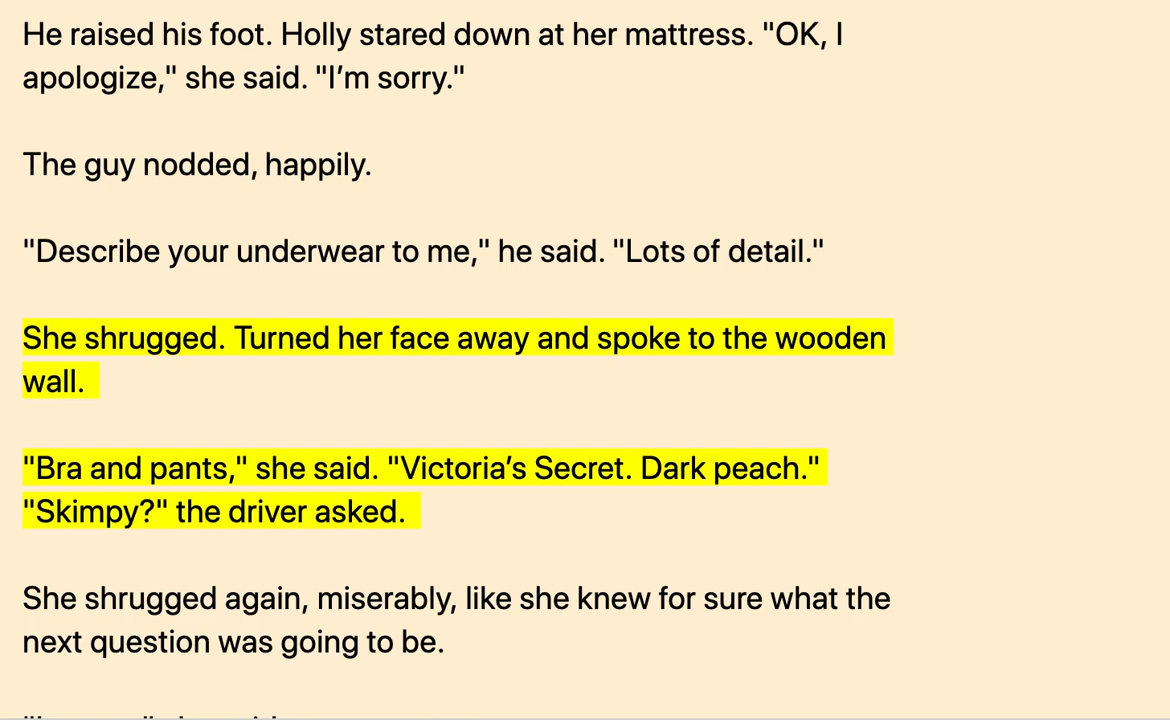 He raised his foot. Holly stared down at her mattress. "OK, I
apologize," she said. "I’m sorry."
The guy nodded, happily.
"Describe your underwear to me," he said. "Lots of detail."
She shrugged. Turned her face away and spoke to the wooden
wall.
"Bra and pants," she said. "Victoria’s Secret. Dark peach."
"Skimpy?" the driver asked.
She shrugged again, miserably, like she knew for sure what the
next question was going to be.